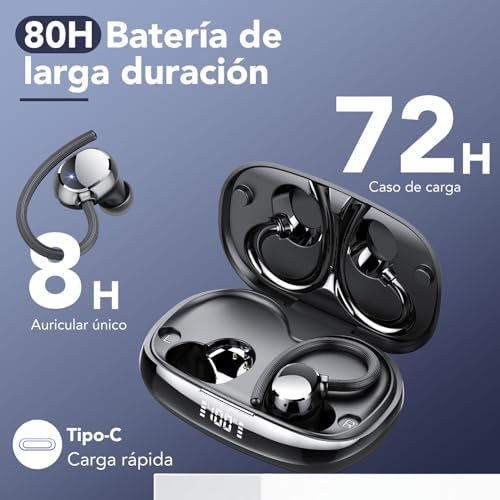 80H Batería de
larga duración
72H
Caso de carga
8H
Auricular único
L
R
100
Tipo-C
Carga rápida